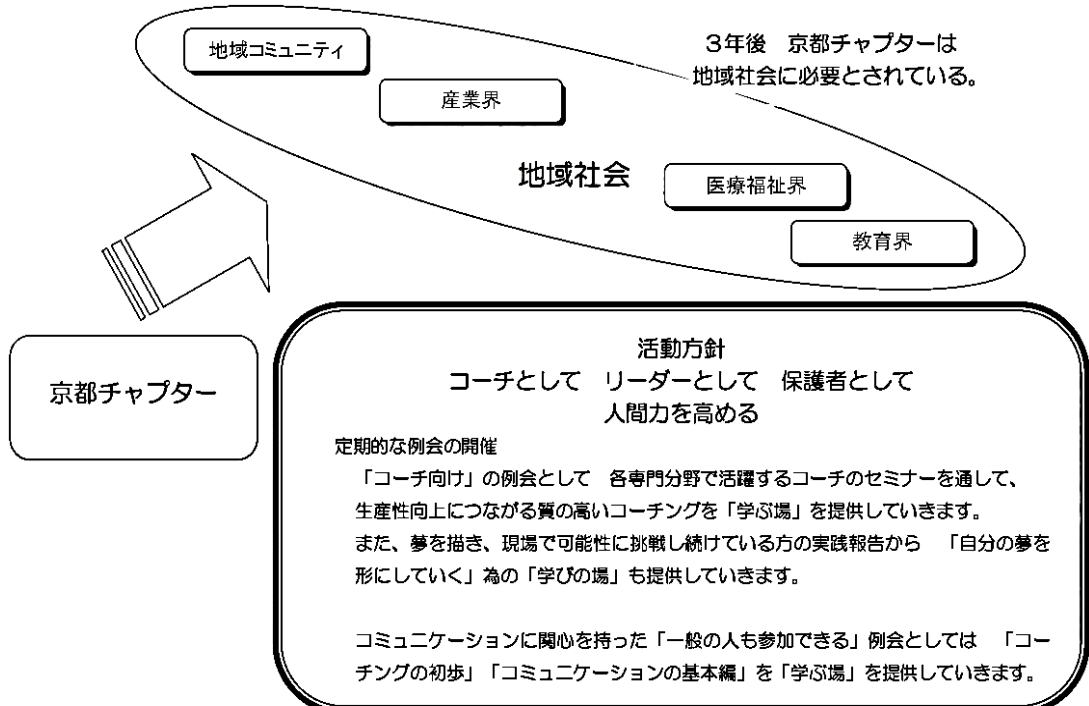 地域コミュニティ
3年後　京都チャプターは
地域社会に必要とされている。
産業界
地域社会
医療福祉界
教育界
京都チャプター
活動方針
コーチとして　リーダーとして　保護者として
人間力を高める
定期的な例会の開催
「コーチ向け」の例会として　各専門分野で活躍するコーチのセミナーを通して、
生産性向上につながる質の高いコーチングを「学ぶ場」を提供していきます。
また、夢を描き、現場で可能性に挑戦し続けている方の実践報告から　「自分の夢を
形にしていく」為の「学びの場」も提供していきます。
コミュニケーションに関心を持った「一般の人も参加できる」例会としては　「コー
チングの初歩」「コミュニケーションの基本編」を「学ぶ場」を提供していきます。